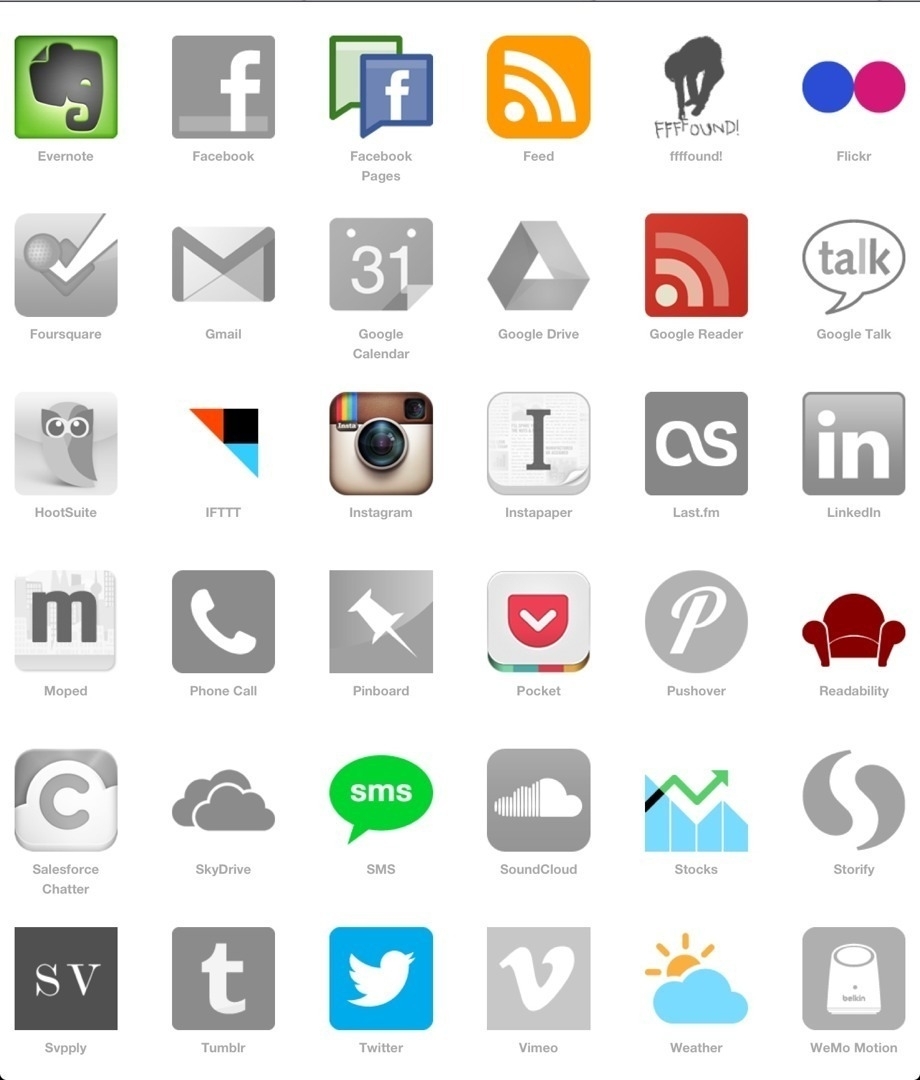 FFFFOUND!
Evernote
Facebook
Facebook
Pages
Feed
ffffound!
Flickr
31
talk
Foursquare
Gmail
Google
Calendar
Google Drive
Google Reader
Google Talk
Insta
I
as
in
HootSuite
IFTTT
Instagram
Instapaper
Last.fm
LinkedIn
m
P
Moped
Phone Call
Pinboard
Pocket
Pushover
Readability
C
sms
Salesforce
Chatter
SkyDrive
SMS
SoundCloud
Stocks
Storify
SV
t
v
belkin
Svpply
Tumblr
Twitter
Vimeo
Weather
WeMo Motion